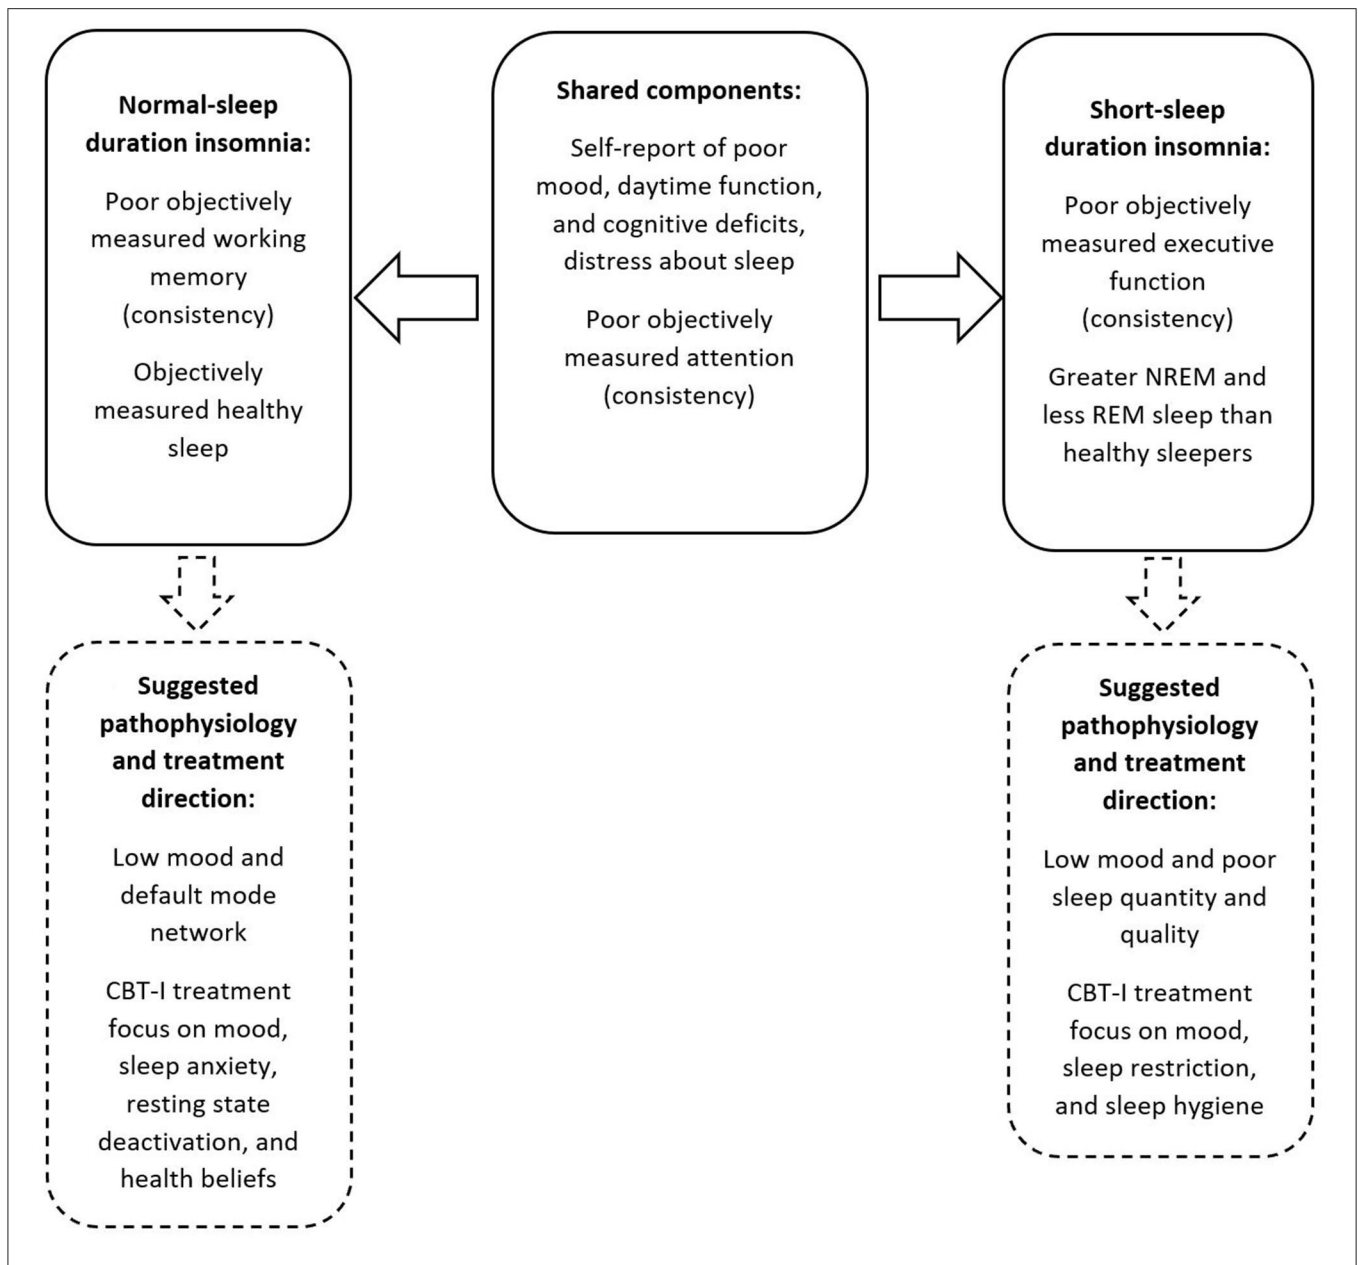 Normal-sleep
duration insomnia:
Poor objectively
measured working
memory
(consistency)
Objectively
measured healthy
sleep
Shared components:
Self-report of poor
mood, daytime function,
and cognitive deficits,
distress about sleep
Poor objectively
measured attention
(consistency)
Short-sleep
duration insomnia:
Poor objectively
measured executive
function
(consistency)
Greater NREM and
less REM sleep than
healthy sleepers
Suggested
pathophysiology
and treatment
direction:
Low mood and
default mode
network
CBT-I treatment
focus on mood,
sleep anxiety,
resting state
deactivation, and
health beliefs
Suggested
pathophysiology
and treatment
direction:
Low mood and poor
sleep quantity and
quality
CBT-I treatment
focus on mood,
sleep restriction,
and sleep hygiene